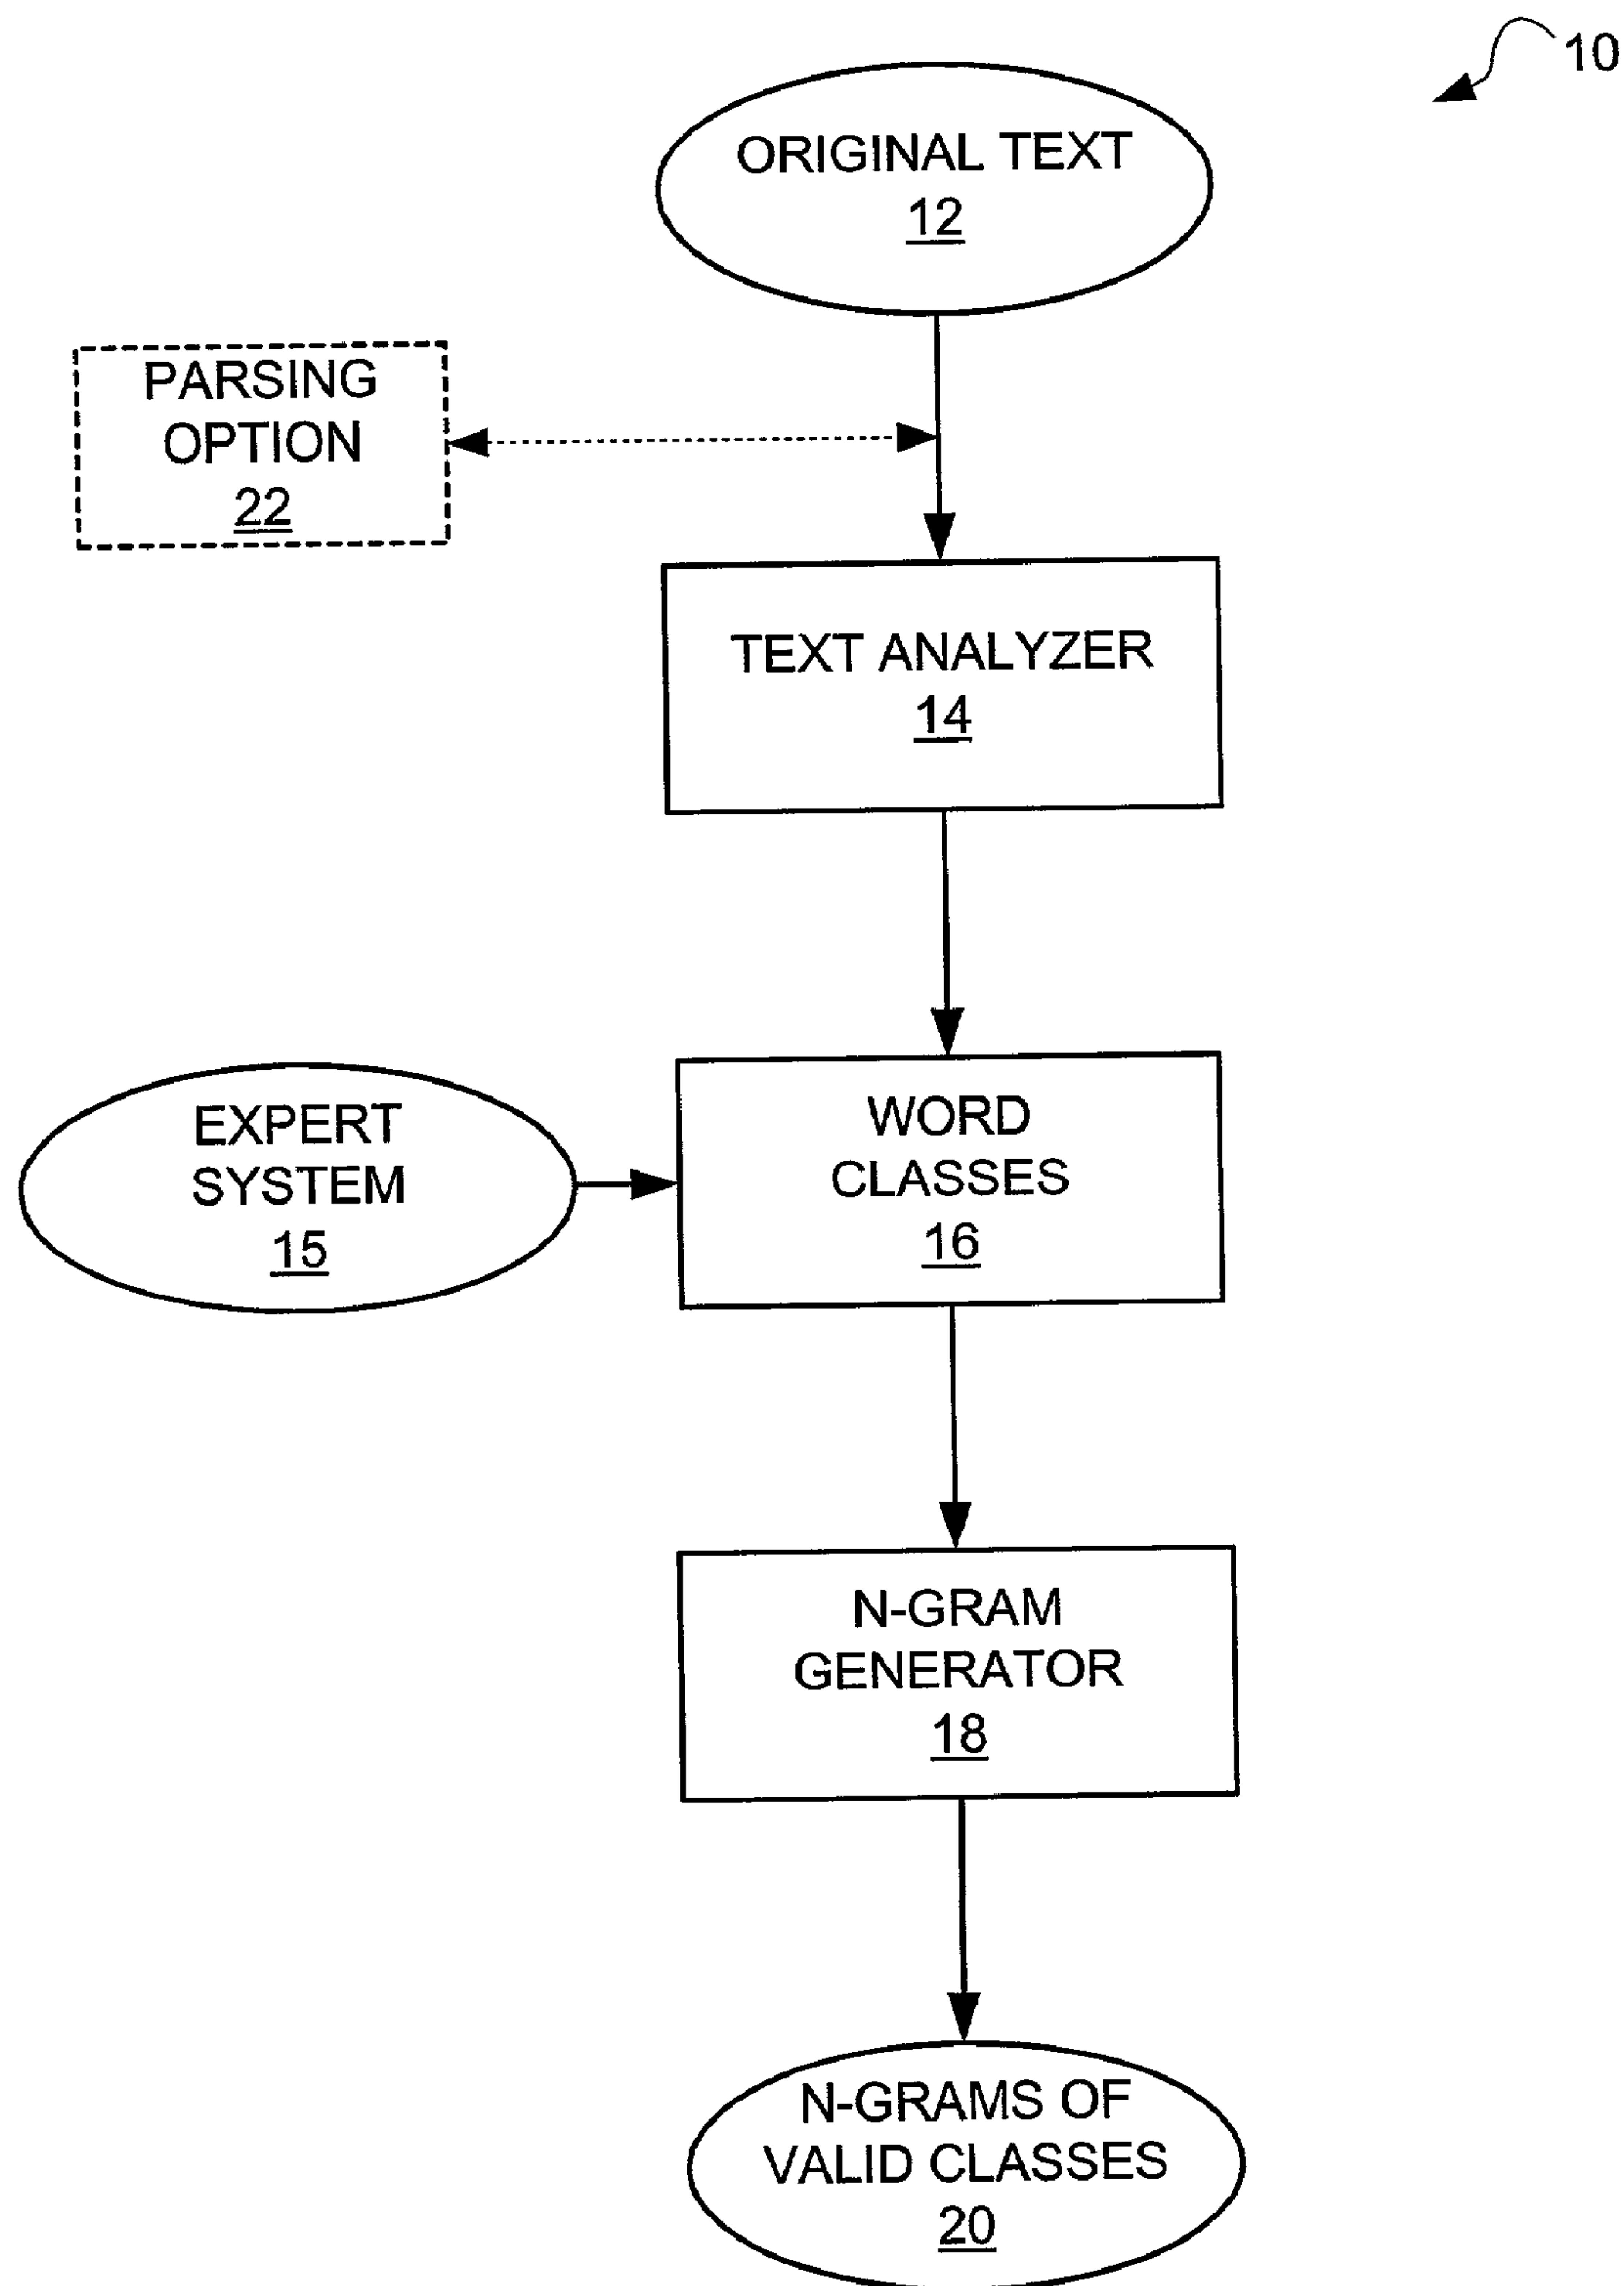 10
ORIGINAL TEXT
12
PARSING
OPTION
22
TEXT ANALYZER
14
EXPERT
SYSTEM
15
WORD
CLASSES
16
N-GRAM
GENERATOR
18
N-GRAMS OF
VALID CLASSES
20